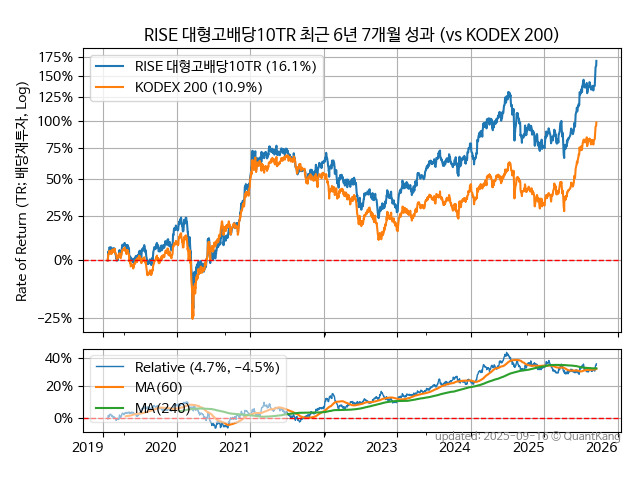 RISE 대형고배당10TR 최근 6년 7개월 성과 (vs KODEX 200)
Rate of Return (TR: 배당재투자, Log)
175%
150%
125%
100%
75%
50%
25%
0%
−25%
RISE 대형고배당10TR (16.1%)
KODEX 200 (10.9%)
40%
20%
0%
Relative (4.7%, −4.5%)
MA(60)
MA(240)
2019
2020
2021
2022
2023
2024
2025
2026
updated: 2025-09-16 © QuantKang